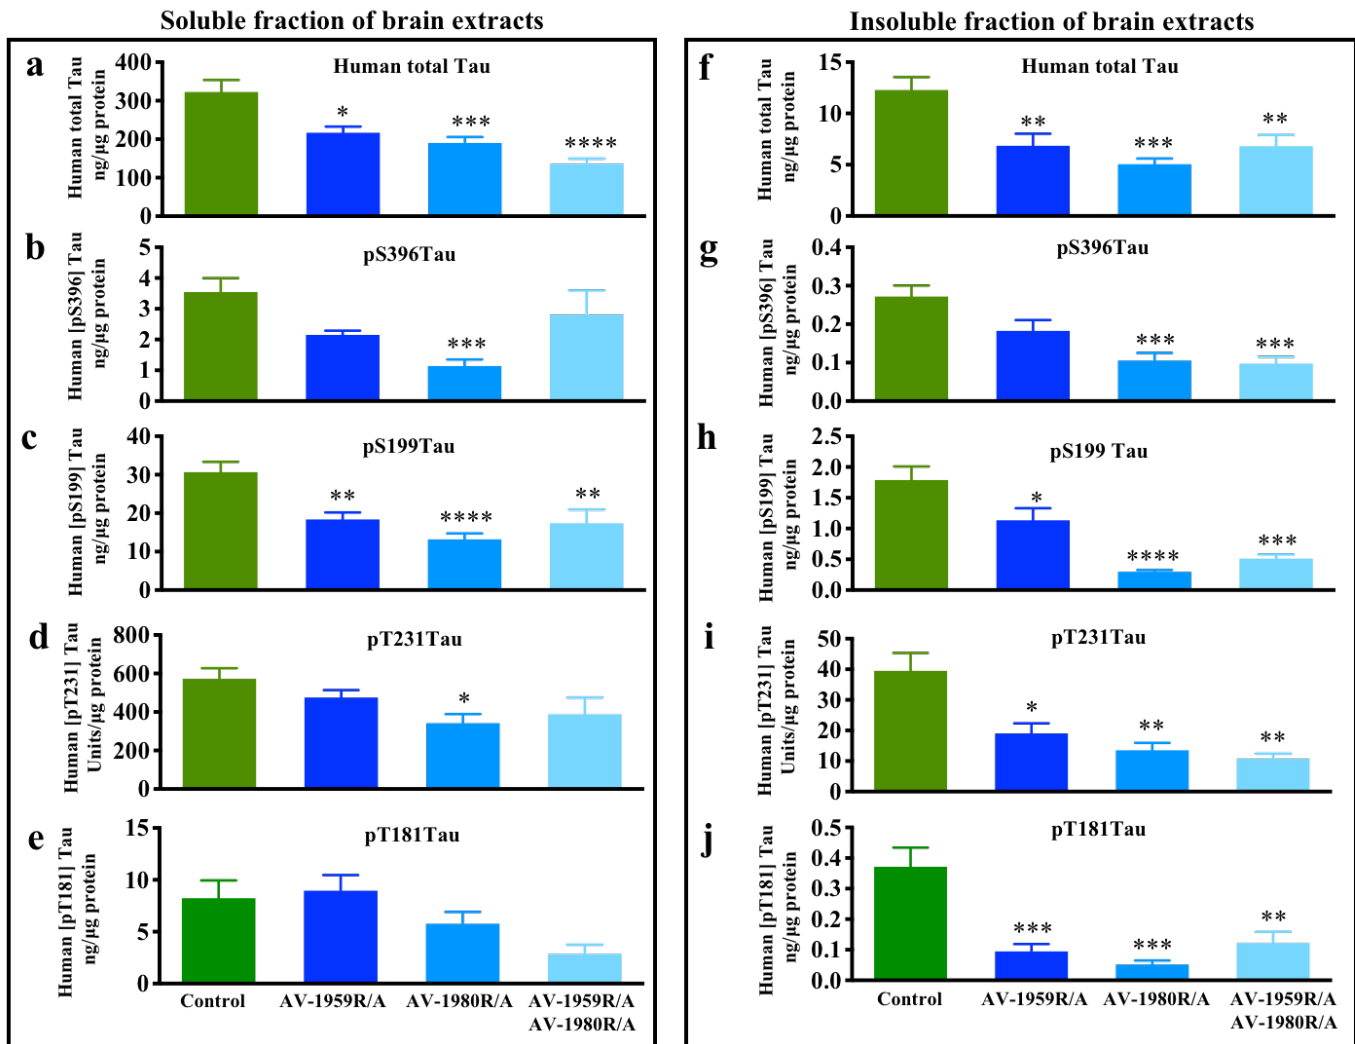 Soluble fraction of brain extracts
a
Human total Tau
ng/µg protein
400
300
200
100
0
Human total Tau
*
***
****
b
Human [pS396] Tau
ng/µg protein
5
4
3
2
1
0
pS396Tau
***
c
Human [pS199] Tau
ng/µg protein
40
30
20
10
0
pS199Tau
**
****
**
d
Human [pT231] Tau
Units/µg protein
800
600
400
200
0
pT231Tau
*
e
Human [pT181] Tau
ng/µg protein
15
10
5
0
pT181Tau
Control
AV-1959R/A
AV-1980R/A
AV-1959R/A
AV-1980R/A
Insoluble fraction of brain extracts
f
Human total Tau
ng/µg protein
15
10
5
0
Human total Tau
**
***
**
g
Human [pS396] Tau
ng/µg protein
0.4
0.3
0.2
0.1
0.0
pS396Tau
***
***
h
Human [pS199] Tau
ng/µg protein
2.5
2.0
1.5
1.0
0.5
0.0
pS199 Tau
*
****
***
i
Human [pT231] Tau
Units/µg protein
50
40
30
20
10
0
pT231Tau
*
**
**
j
Human [pT181] Tau
ng/µg protein
0.5
0.4
0.3
0.2
0.1
0.0
pT181Tau
***
***
**
Control
AV-1959R/A
AV-1980R/A
AV-1959R/A
AV-1980R/A